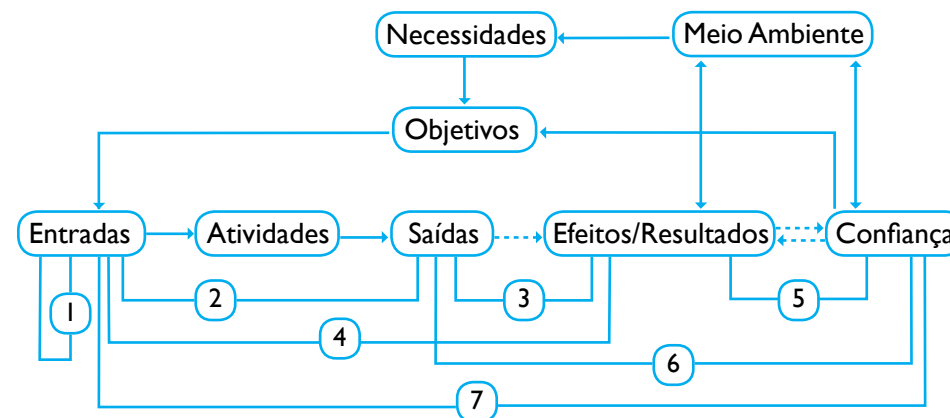 Necessidades
Meio Ambiente
Objetivos
Entradas
Atividades
Saídas
Efeitos/Resultados
Confiança
1
2
3
4
5
6
7